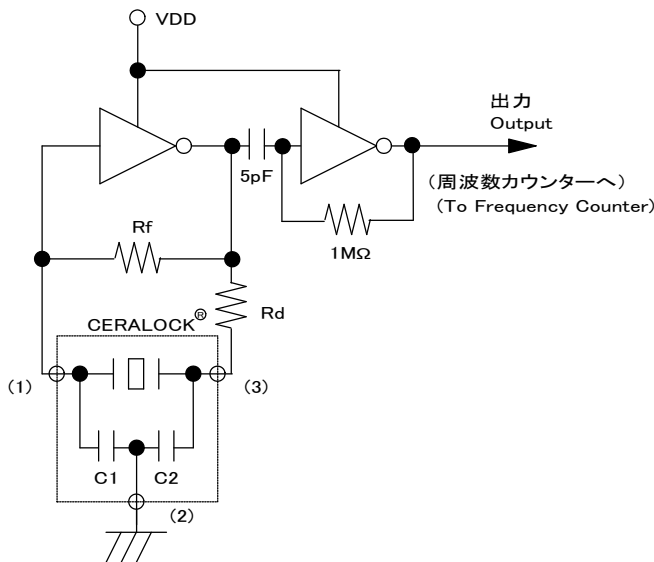 VDD
出力
Output
5pF
(周波数カウンターへ)
(To Frequency Counter)
Rf
1MΩ
Rd
CERALOCK®
(1)
(3)
C1
C2
(2)